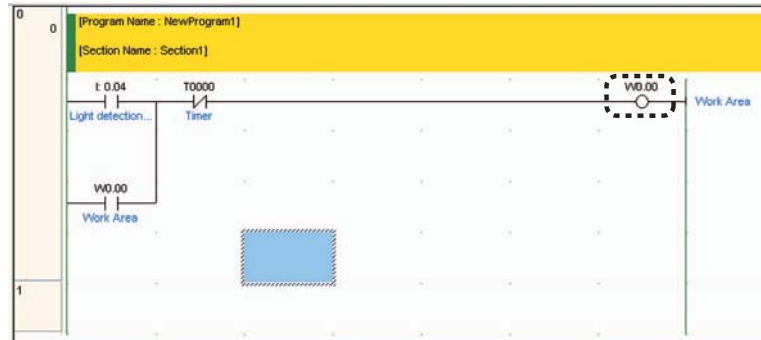 0
0
[Program Name : NewProgram1]
[Section Name : Section1]
I: 0.04
T0000
W0.00
Light detection...
Timer
Work Area
W0.00
Work Area
1